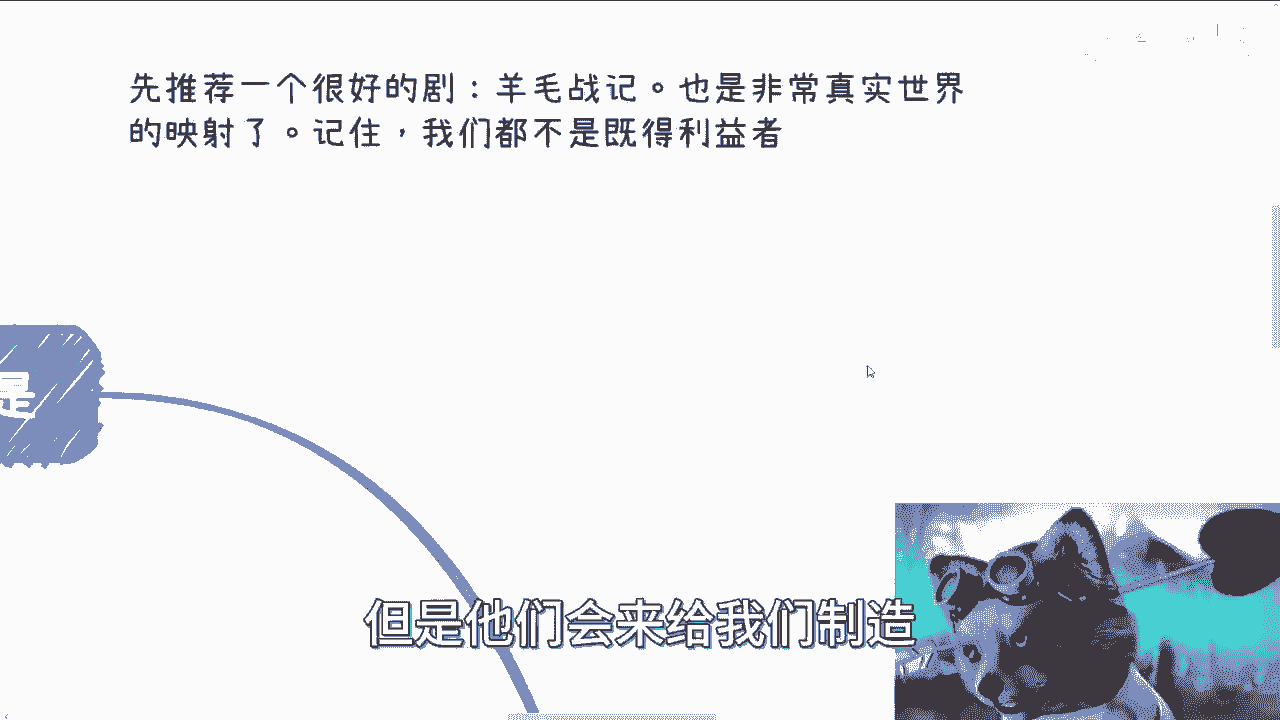 先推荐一个很好的剧：羊毛战记。也是非常真实世界
的映射了。记住，我们都不是既得利益者
是
但是他们会来给我们制造